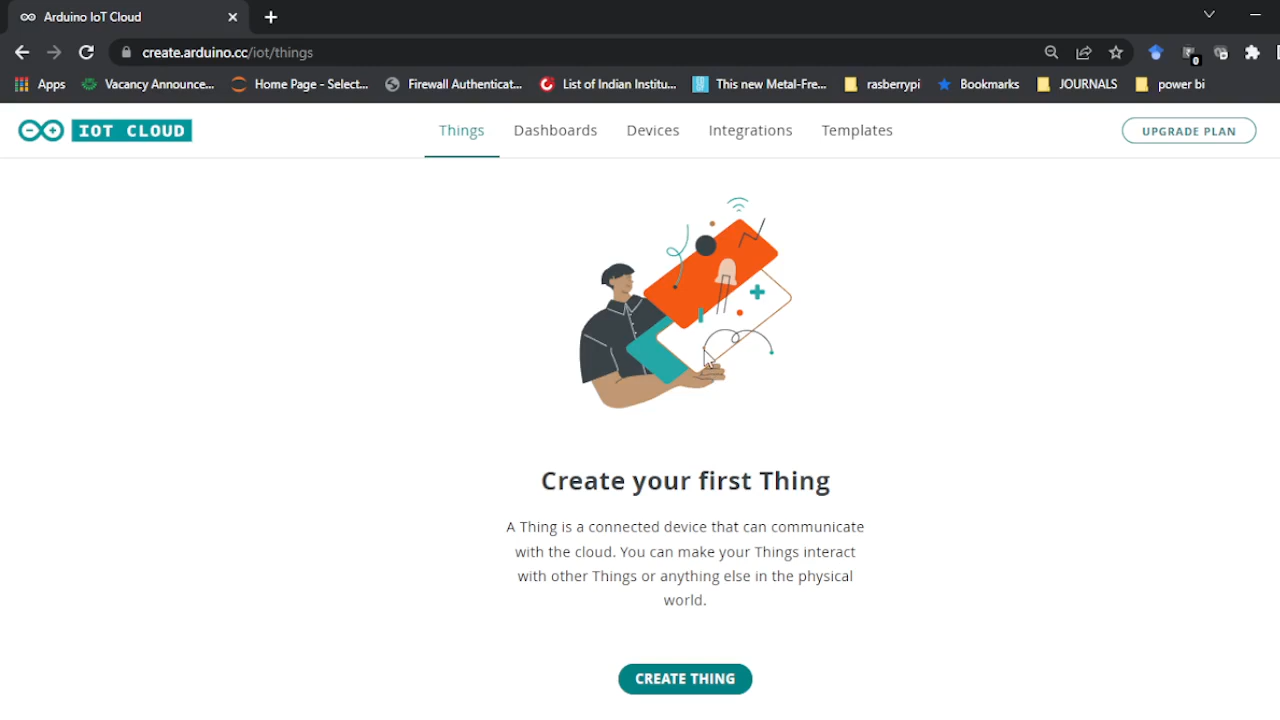 Arduino IoT Cloud
create.arduino.cc/iot/things
0
Apps Vacancy Announce... Home Page - Select... Firewall Authenticat... List of Indian Institu... This new Metal-Fre... rasberrypi Bookmarks JOURNALS power bi
IOT CLOUD Things Dashboards Devices Integrations Templates UPGRADE PLAN
Create your first Thing
A Thing is a connected device that can communicate
with the cloud. You can make your Things interact
with other Things or anything else in the physical
world.
CREATE THING